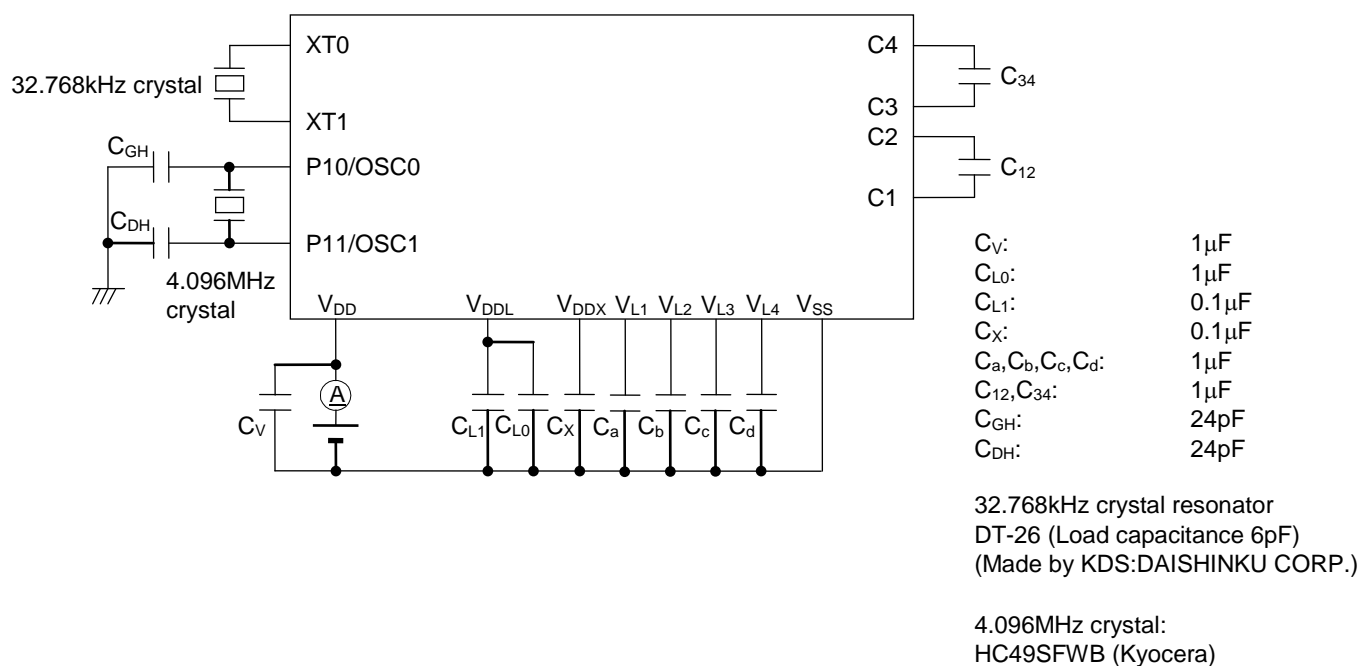 XT0
C4
32.768kHz crystal
C34
XT1
C3
CGH
C2
P10/OSC0
C12
C1
CDH
P11/OSC1
4.096MHz
crystal
VDD
VDDL
VDDX
VL1
VL2
VL3
VL4
VSS
A
CV
CL1
CL0
CX
Ca
Cb
Cc
Cd
CV: 1μF
CL0: 1μF
CL1: 0.1μF
CX: 0.1μF
Ca,Cb,Cc,Cd: 1μF
C12,C34: 1μF
CGH: 24pF
CDH: 24pF
32.768kHz crystal resonator
DT-26 (Load capacitance 6pF)
(Made by KDS:DAISHINKU CORP.)
4.096MHz crystal:
HC49SFWB (Kyocera)